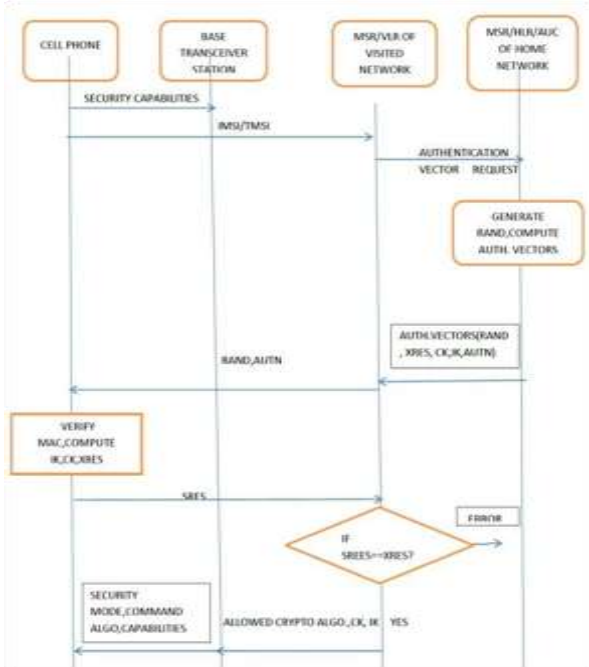 CELL PHONE
BASE
TRANSCEIVER
STATION
MSR/VLR OF
VISITED
NETWORK
MSR/HLR/AUC
OF HOME
NETWORK
SECURITY CAPABILITIES
IMSI/TMSI
AUTHENTICATION
VECTOR REQUEST
GENERATE
RAND,COMPUTE
AUTH. VECTORS
AUTH.VECTORS(RAND
, XRES, CK,IK,AUTN)
RAND,AUTN
VERIFY
MAC,COMPUTE
IK,CK,XRES
SRES
ERROR
IF
SREES==XRES?
SECURITY
MODE,COMMAND
ALGO,CAPABILITIES
ALLOWED CRYPTO ALGO.,CK, IK YES